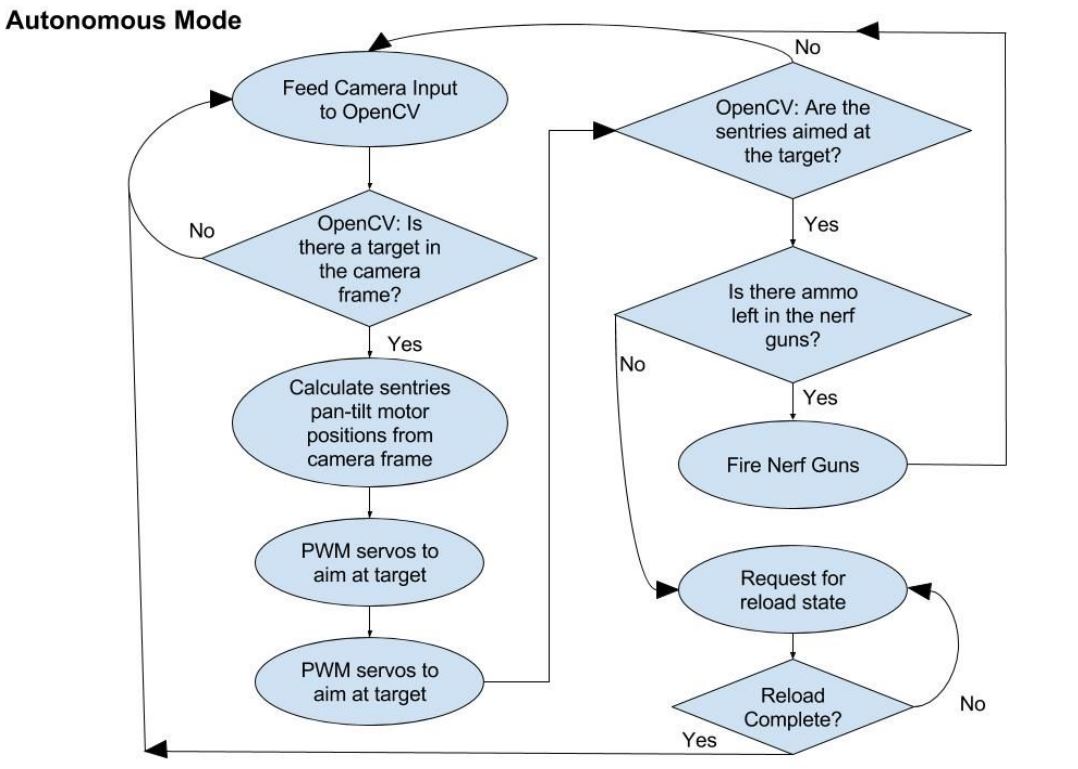 Autonomous Mode
Feed Camera Input
to OpenCV
No
OpenCV: Is
there a target in
the camera
frame?
Yes
Calculate sentries
pan-tilt motor
positions from
camera frame
PWM servos to
aim at target
PWM servos to
aim at target
No
OpenCV: Are the
sentries aimed at
the target?
Yes
Is there ammo
left in the nerf
guns?
No
Yes
Fire Nerf Guns
Request for
reload state
Reload
Complete?
No
Yes